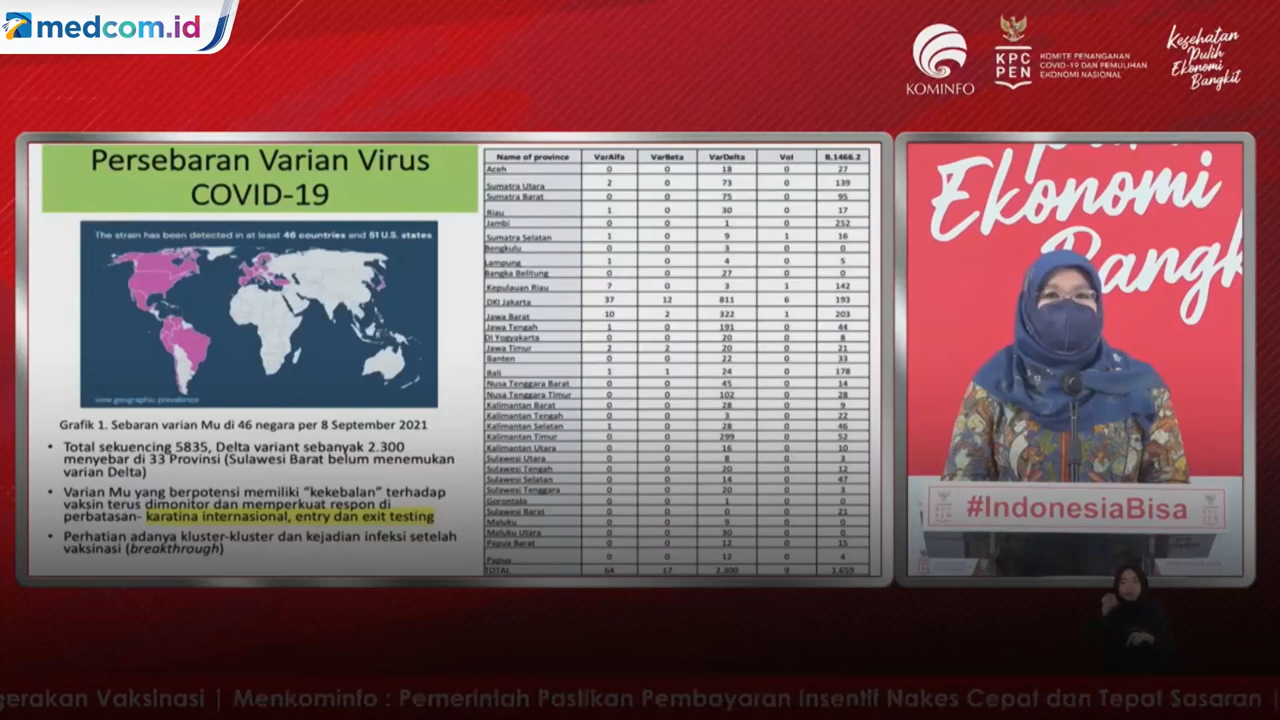 medcom.id
KOMINFO
KPC
PEN
KOMITE PENANGANAN
COVID-19 DAN PEMULIHAN
EKONOMI NASIONAL
Kesehatan
Pulih
Ekonomi
Bangkit
Persebaran Varian Virus
COVID-19
The strain has been detected in at least 46 countries and 51 U.S. states
view geographic prevalence
Grafik 1. Sebaran varian Mu di 46 negara per 8 September 2021
• Total sekuencing 5835, Delta variant sebanyak 2.300
menyebar di 33 Provinsi (Sulawesi Barat belum menemukan
varian Delta)
• Varian Mu yang berpotensi memiliki “kekebalan” terhadap
vaksin terus dimonitor dan memperkuat respon di
perbatasan- karatina internasional, entry dan exit testing
• Perhatian adanya kluster-kluster dan kejadian infeksi setelah
vaksinasi (breakthrough)
Name of province VarAlfa VarBeta VarDelta VoI B.1466.2
Aceh 0 0 18 0 27
Sumatra Utara 2 0 73 0 139
Sumatra Barat 0 0 75 0 95
Riau 1 0 30 0 17
Jambi 0 0 1 0 252
Sumatra Selatan 1 0 9 1 16
Bengkulu 0 0 3 0 0
Lampung 1 0 4 0 5
Bangka Belitung 0 0 27 0 0
Kepulauan Riau 7 0 3 1 142
DKI Jakarta 37 12 811 6 193
Jawa Barat 10 2 322 1 203
Jawa Tengah 1 0 191 0 44
DI Yogyakarta 0 0 20 0 8
Jawa Timur 2 2 20 0 21
Banten 0 0 22 0 33
Bali 1 1 24 0 178
Nusa Tenggara Barat 0 0 45 0 14
Nusa Tenggara Timur 0 0 102 0 28
Kalimantan Barat 0 0 28 0 9
Kalimantan Tengah 0 0 3 0 22
Kalimantan Selatan 1 0 28 0 46
Kalimantan Timur 0 0 299 0 52
Kalimantan Utara 0 0 16 0 10
Sulawesi Utara 0 0 8 0 3
Sulawesi Tengah 0 0 20 0 12
Sulawesi Selatan 0 0 14 0 47
Sulawesi Tenggara 0 0 20 0 3
Gorontalo 0 0 1 0 0
Sulawesi Barat 0 0 0 0 21
Maluku 0 0 9 0 0
Maluku Utara 0 0 30 0 0
Papua Barat 0 0 12 0 15
Papua 0 0 12 0 4
TOTAL 64 17 2.300 9 1.659
Ekonomi
Bangk
#IndonesiaBisa
gerakan Vaksinasi | Menkominfo : Pemerintah Pastikan Pembayaran Insentif Nakes Cepat dan Tepat Sasaran